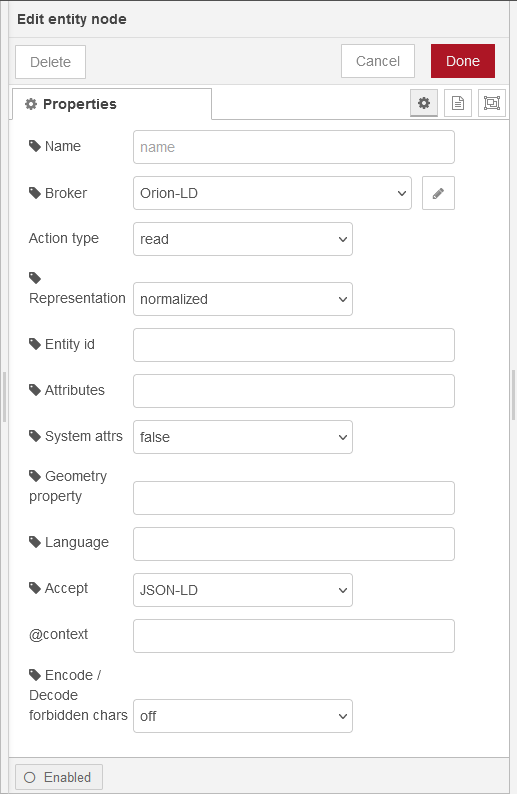 Edit entity node
Delete
Cancel
Done
Properties
Name
name
Broker
Orion-LD
Action type
read
Representation
normalized
Entity id
Attributes
System attrs
false
Geometry
property
Language
Accept
JSON-LD
@context
Encode /
Decode
forbidden chars
off
Enabled